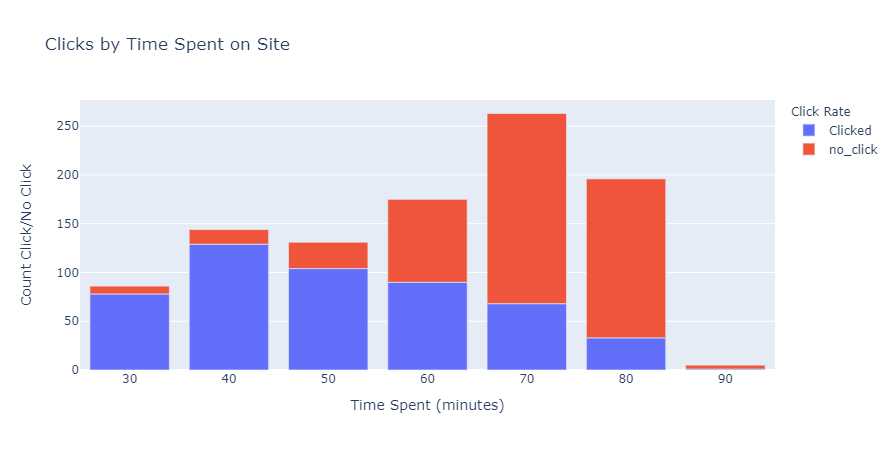 Clicks by Time Spent on Site
Click Rate
Clicked
no_click
Count Click/No Click
250
200
150
100
50
0
30 40 50 60 70 80 90
Time Spent (minutes)